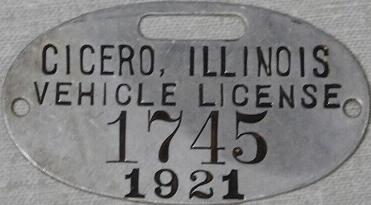 CICERO, ILLINOIS
VEHICLE LICENSE
1745
1921